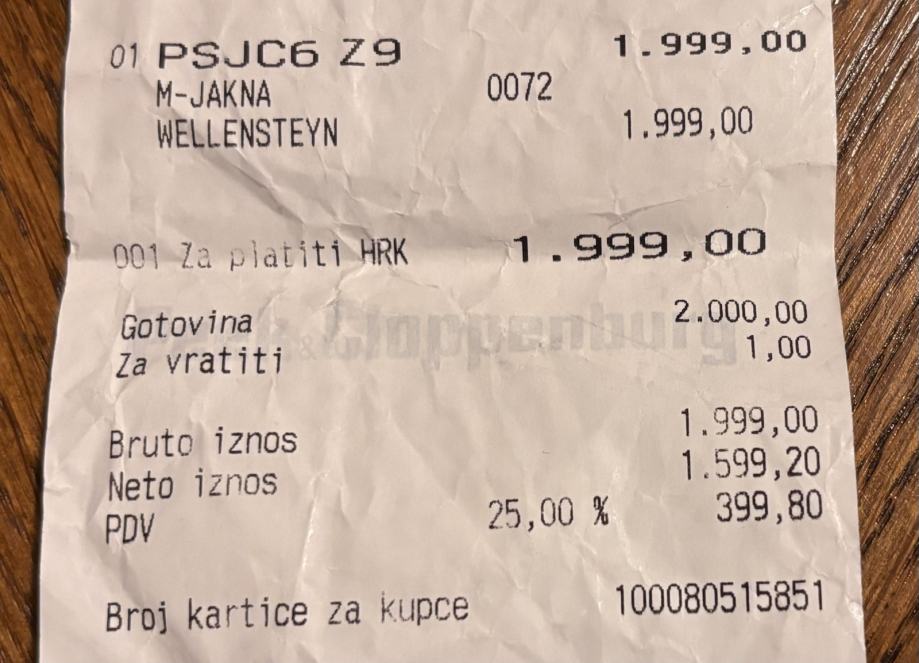 01 PSJC6 Z9 1.999,00
M-JAKNA 0072
WELLENSTEYN 1.999,00
001 Za platiti HRK 1.999,00
Gotovina 2.000,00
Za vratiti 1,00
& Cloppenburg
Bruto iznos 1.999,00
Neto iznos 1.599,20
PDV 25,00 % 399,80
Broj kartice za kupce 100080515851